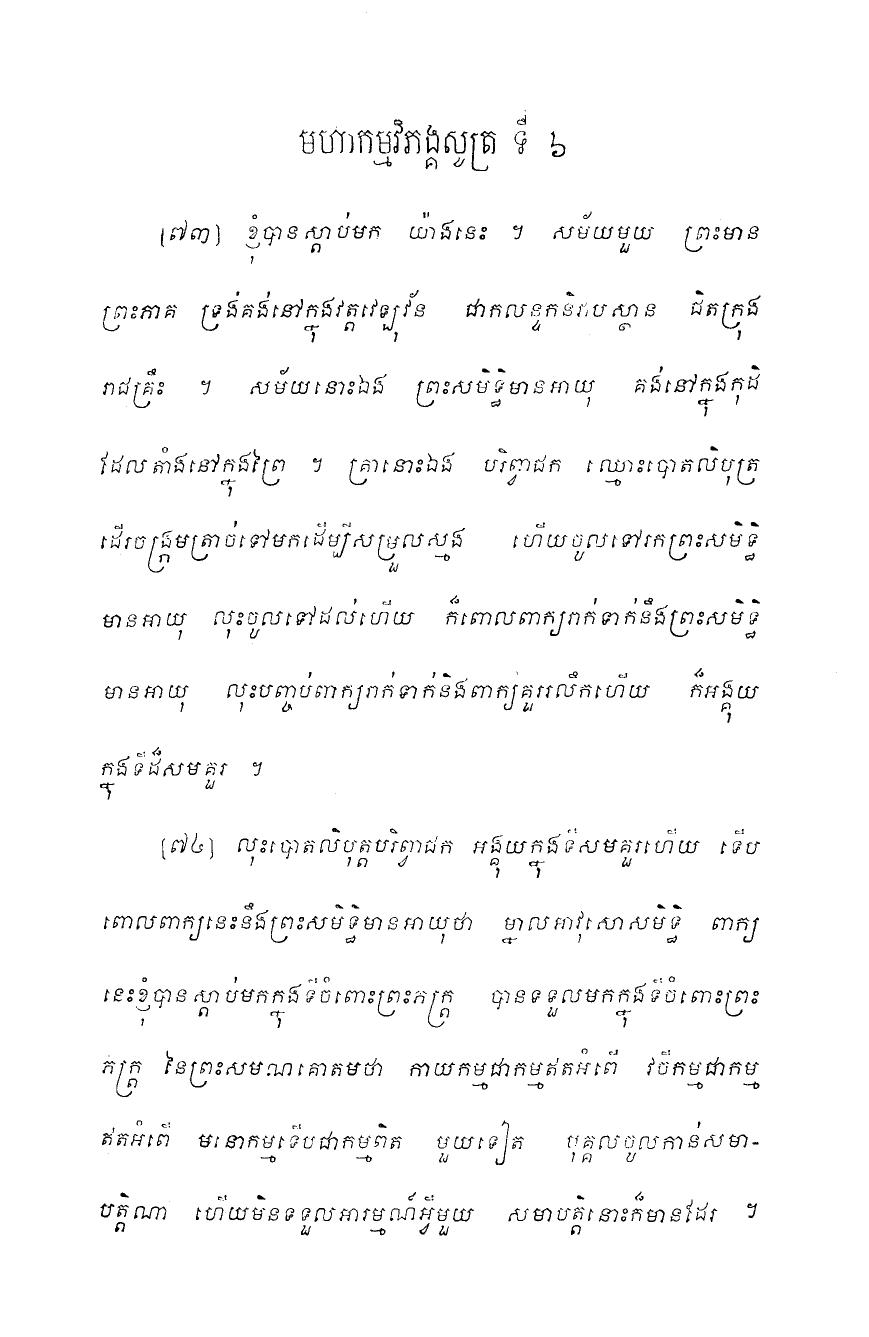 មហាកម្មវិភង្គសូត្រ ទី ៦
[៧៣] ខ្ញុំបានស្តាប់មក យ៉ាងនេះ ។ សម័យមួយ ព្រះមាន
ព្រះភាគ ទ្រង់គង់នៅក្នុងវត្តវេឡុវ័ន ជាកលន្ទកនិវាបស្ថាន ជិតក្រុង
រាជគ្រឹះ ។ សម័យនោះឯង ព្រះសមិទ្ធិមានអាយុ គង់នៅក្នុងកុដិ
ដែលតាំងនៅក្នុងព្រៃ ។ គ្រានោះឯង បរិព្វាជក ឈ្មោះបោតលិបុត្រ
ដើរចង្ក្រមត្រាច់ទៅមកដើម្បីសម្រួលស្មង ហើយចូលទៅរកព្រះសមិទ្ធិ
មានអាយុ លុះចូលទៅដល់ហើយ ក៏ពោលពាក្យរាក់ទាក់នឹងព្រះសមិទ្ធិ
មានអាយុ លុះបញ្ចប់ពាក្យរាក់ទាក់និងពាក្យគួររលឹកហើយ ក៏អង្គុយ
ក្នុងទីដ៏សមគួរ ។
[៧៤] លុះបោតលិបុត្តបរិព្វាជក អង្គុយក្នុងទីសមគួរហើយ ទើប
ពោលពាក្យនេះនឹងព្រះសមិទ្ធិមានអាយុថា ម្នាលអាវុសោសមិទ្ធិ ពាក្យ
នេះខ្ញុំបានស្តាប់មកក្នុងទីចំពោះព្រះភក្ត្រ បានទទួលមកក្នុងទីចំពោះព្រះ
ភក្ត្រ នៃព្រះសមណគោតមថា កាយកម្មជាកម្មឥតអំពើ វចីកម្មជាកម្ម
ឥតអំពើ មនោកម្មទើបជាកម្មពិត មួយទៀត បុគ្គលចូលកាន់សមា-
បត្តិណា ហើយមិនទទួលអារម្មណ៍អ្វីមួយ សមាបត្តិនោះក៏មានដែរ ។